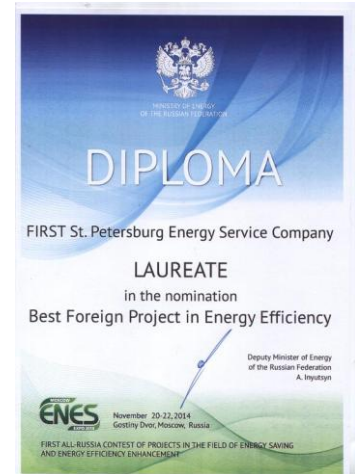 MINISTRY OF ENERGY
OF THE RUSSIAN FEDERATION
DIPLOMA
FIRST St. Petersburg Energy Service Company
LAUREATE
in the nomination
Best Foreign Project in Energy Efficiency
Deputy Minister of Energy
of the Russian Federation
A. Inyutsyn
MOSCOW
ENES
November 20-22, 2014
Gostiny Dvor, Moscow, Russia
FIRST ALL-RUSSIA CONTEST OF PROJECTS IN THE FIELD OF ENERGY SAVING
AND ENERGY EFFICIENCY ENHANCEMENT